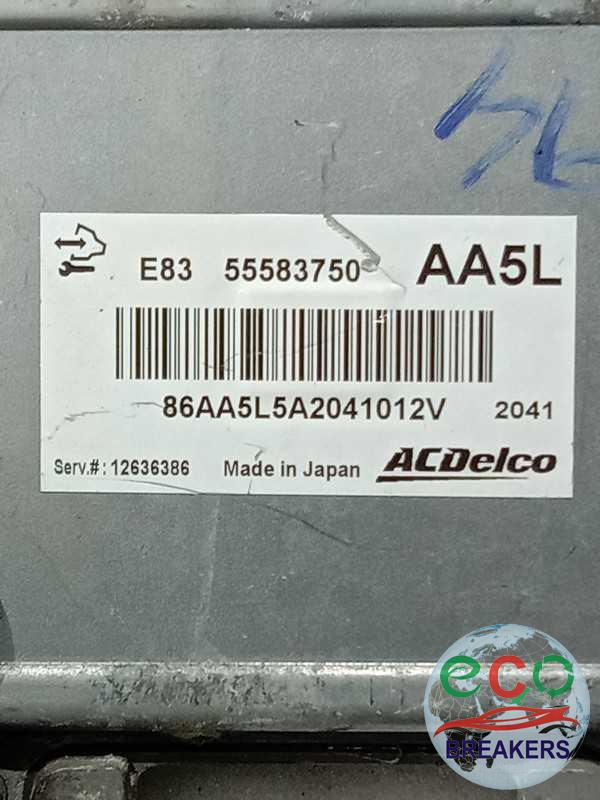 E83 55583750 AA5L
86AA5L5A2041012V 2041
Serv.#: 12636386 Made in Japan ACDelco
eco
BREAKERS